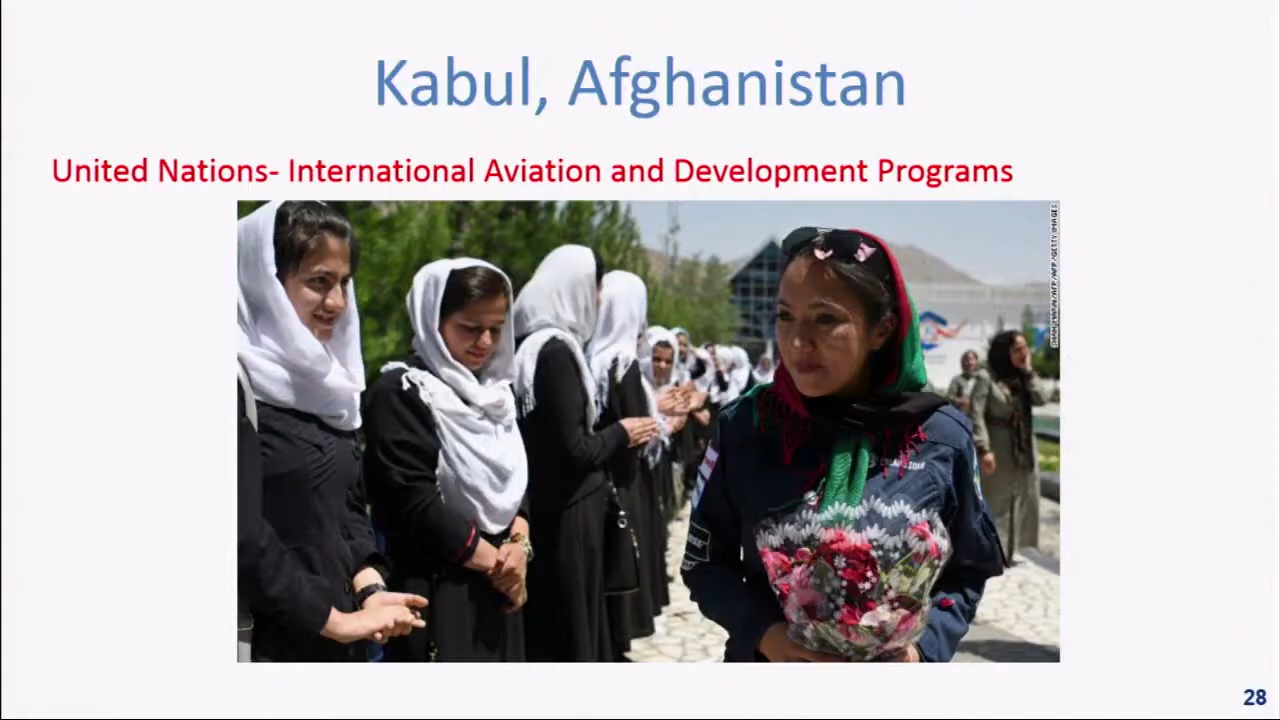 Kabul, Afghanistan
United Nations- International Aviation and Development Programs
28